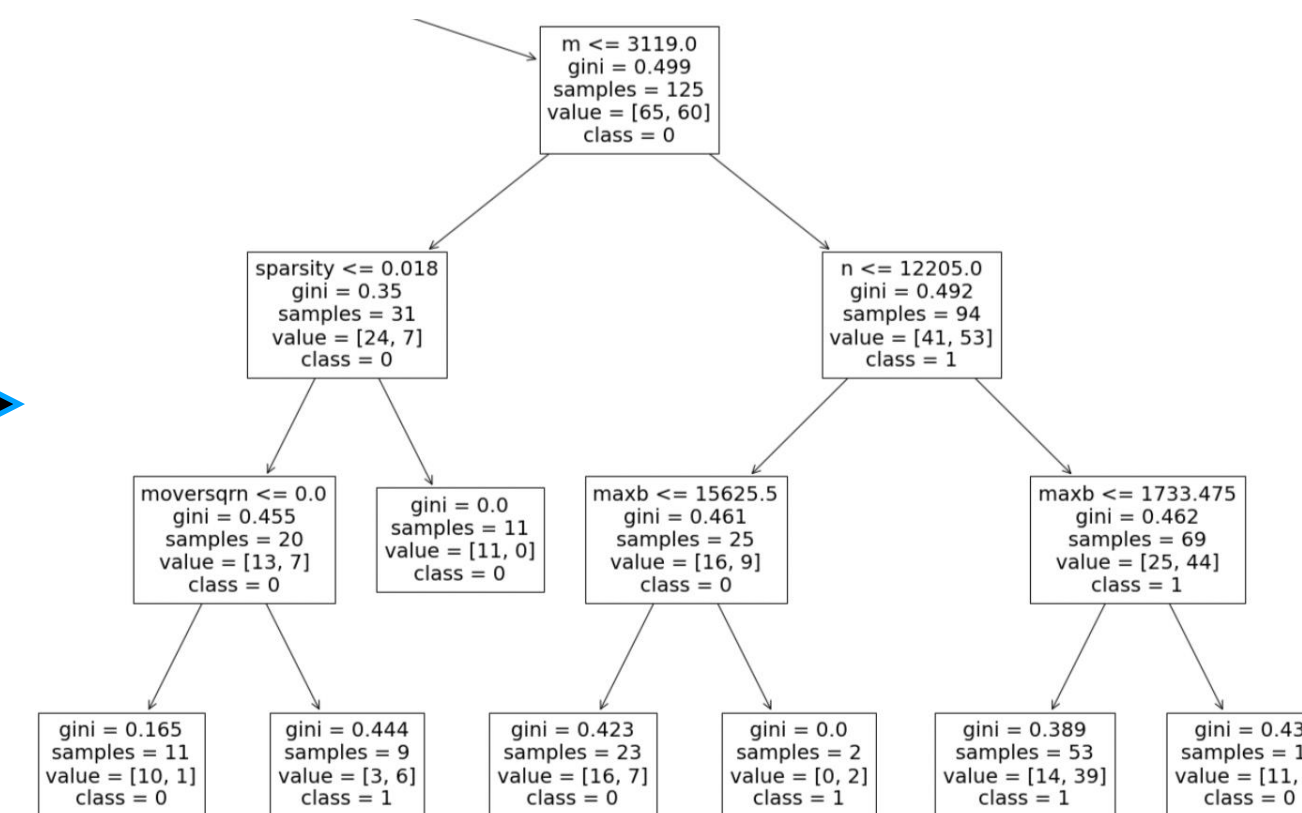 m <= 3119.0
gini = 0.499
samples = 125
value = [65, 60]
class = 0
sparsity <= 0.018
gini = 0.35
samples = 31
value = [24, 7]
class = 0
n <= 12205.0
gini = 0.492
samples = 94
value = [41, 53]
class = 1
moversqrn <= 0.0
gini = 0.455
samples = 20
value = [13, 7]
class = 0
gini = 0.0
samples = 11
value = [11, 0]
class = 0
maxb <= 15625.5
gini = 0.461
samples = 25
value = [16, 9]
class = 0
maxb <= 1733.475
gini = 0.462
samples = 69
value = [25, 44]
class = 1
gini = 0.165
samples = 11
value = [10, 1]
class = 0
gini = 0.444
samples = 9
value = [3, 6]
class = 1
gini = 0.423
samples = 23
value = [16, 7]
class = 0
gini = 0.0
samples = 2
value = [0, 2]
class = 1
gini = 0.389
samples = 53
value = [14, 39]
class = 1
gini = 0.43
samples = 1
value = [11,
class = 0